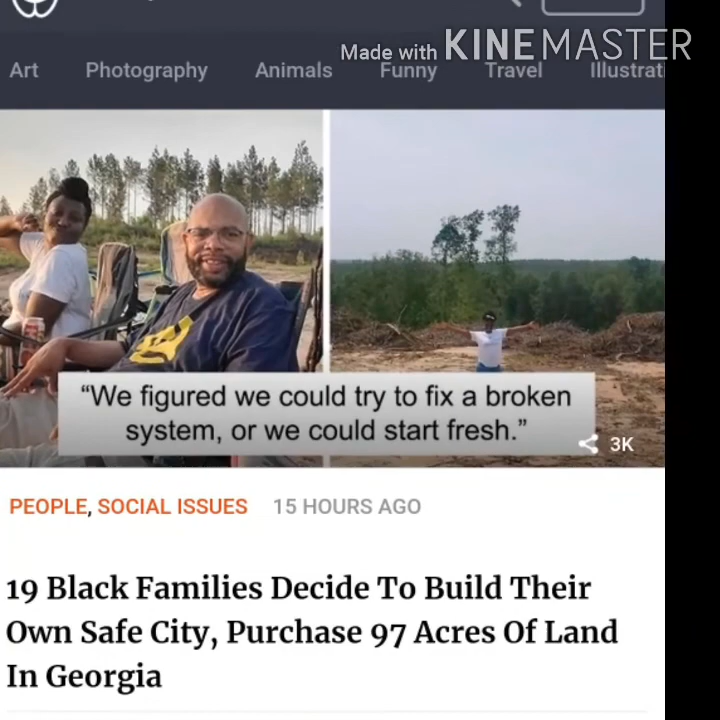 Made with KINEMASTER
Art Photography Animals Funny Travel Illustrat
“We figured we could try to fix a broken
system, or we could start fresh.”
3K
PEOPLE, SOCIAL ISSUES 15 HOURS AGO
19 Black Families Decide To Build Their
Own Safe City, Purchase 97 Acres Of Land
In Georgia